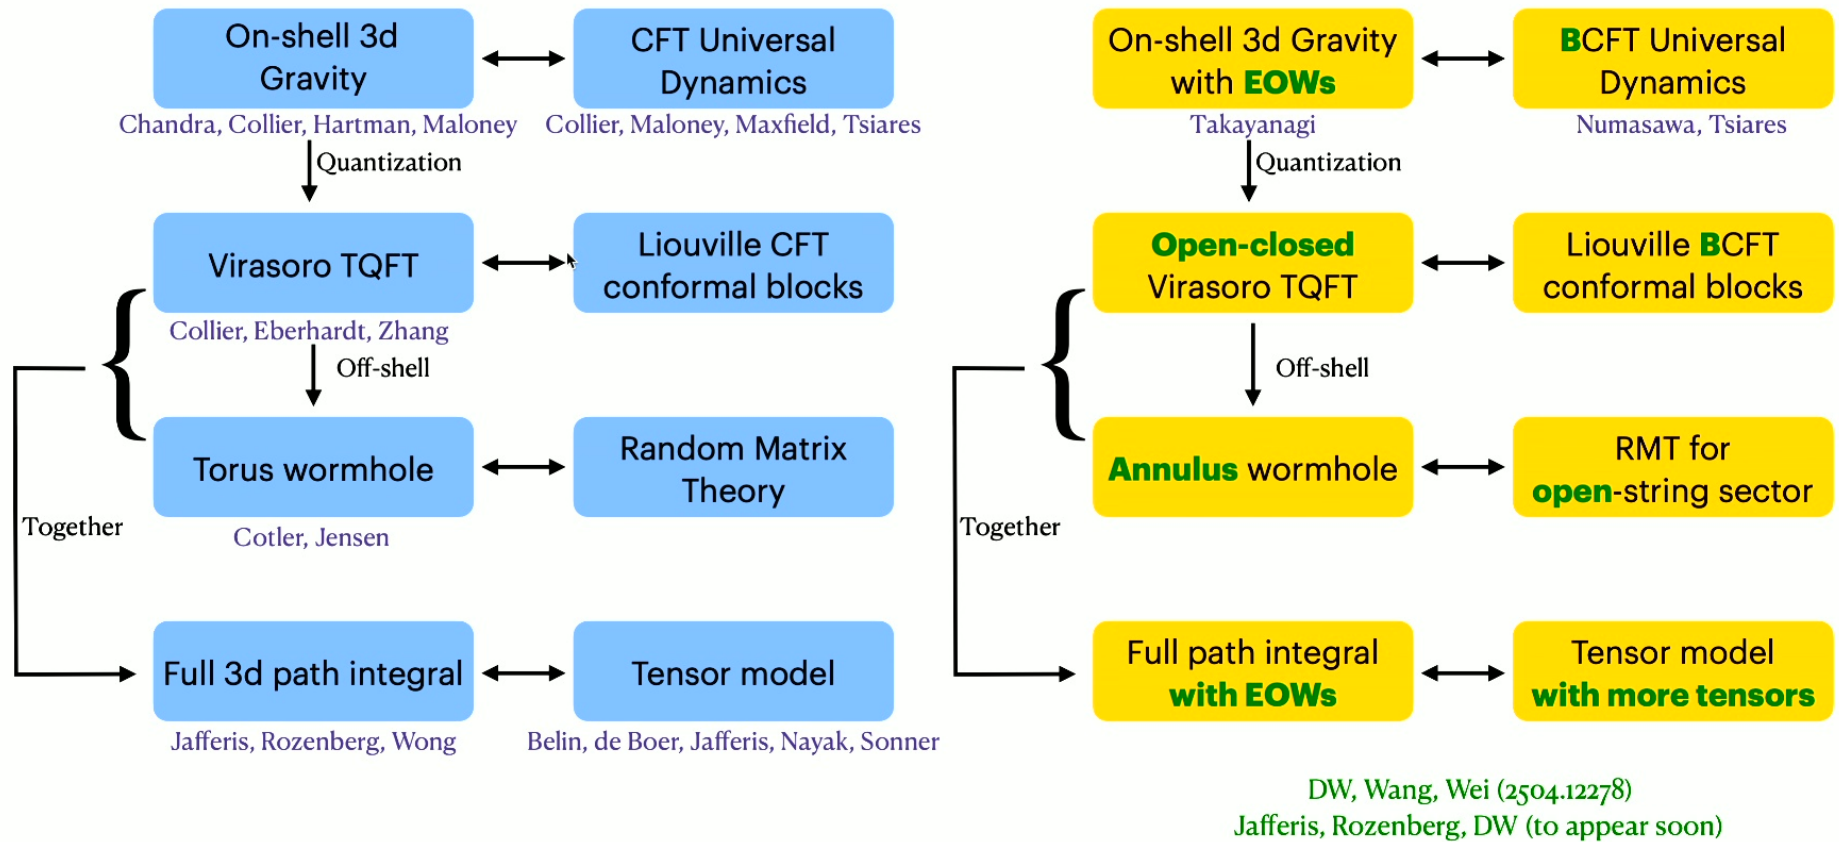 On-shell 3d
Gravity
CFT Universal
Dynamics
Chandra, Collier, Hartman, Maloney
Collier, Maloney, Maxfield, Tsiares
Quantization
Virasoro TQFT
Liouville CFT
conformal blocks
Collier, Eberhardt, Zhang
Off-shell
Torus wormhole
Random Matrix
Theory
Cotler, Jensen
Together
Full 3d path integral
Tensor model
Jafferis, Rozenberg, Wong
Belin, de Boer, Jafferis, Nayak, Sonner
On-shell 3d Gravity
with EOWs
BCFT Universal
Dynamics
Takayanagi
Numasawa, Tsiares
Quantization
Open-closed
Virasoro TQFT
Liouville BCFT
conformal blocks
Off-shell
Annulus wormhole
RMT for
open-string sector
Together
Full path integral
with EOWs
Tensor model
with more tensors
DW, Wang, Wei (2504.12278)
Jafferis, Rozenberg, DW (to appear soon)